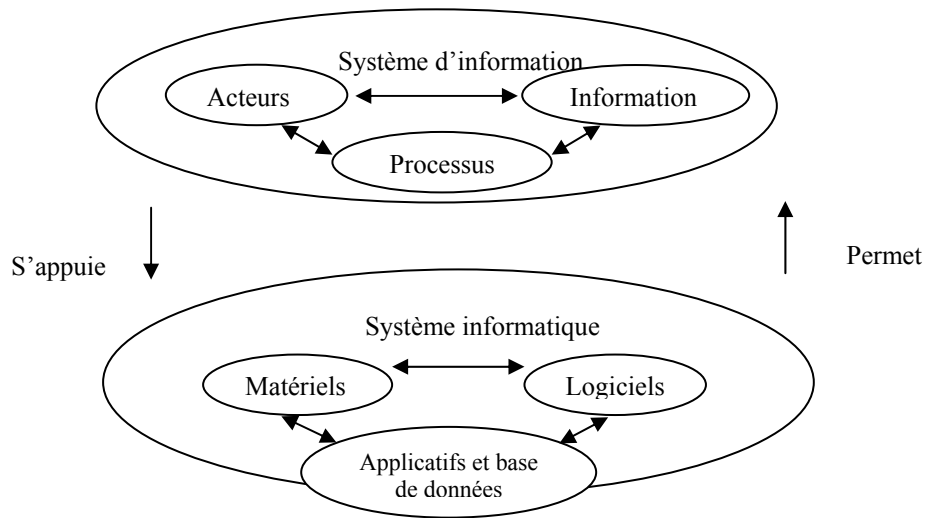 Système d’information
Acteurs
Information
Processus
S’appuie
Permet
Système informatique
Matériels
Logiciels
Applicatifs et base
de données